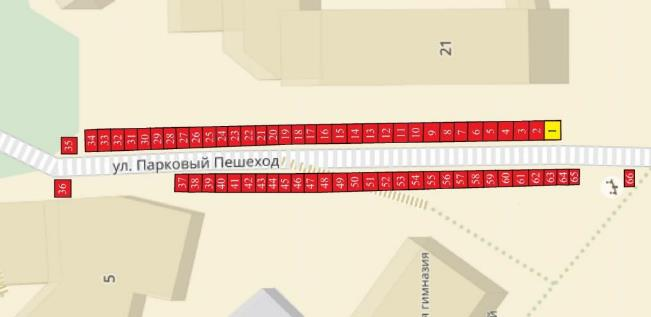 21
35 34 33 32 31 30 29 28 27 26 25 24 23 22 21 20 19 18 17 16 15 14 13 12 11 10 9 8 7 6 5 4 3 2 1
ул. Парковый Пешеход
36 37 38 39 40 41 42 43 44 45 46 47 48 49 50 51 52 53 54 55 56 57 58 59 60 61 62 63 64 65 66
5
я гимназия
й